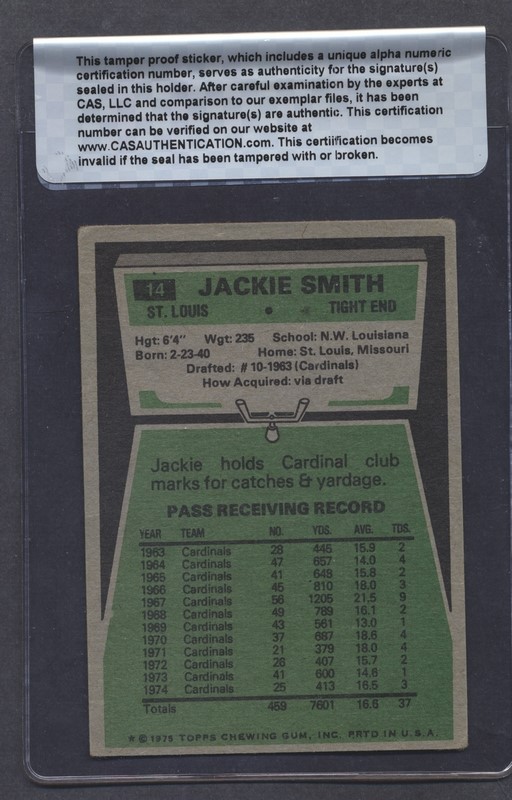 This tamper proof sticker, which includes a unique alpha numeric
certification number, serves as authenticity for the signature(s)
sealed in this holder. After careful examination by the experts at
CAS, LLC and comparison to our exemplar files, it has been
determined that the signature(s) are authentic. This certification
number can be verified on our website at
www.CASAUTHENTICATION.com. This certification becomes
invalid if the seal has been tampered with or broken.
14 JACKIE SMITH
ST. LOUIS • TIGHT END
Hgt: 6'4" Wgt: 235 School: N.W. Louisiana
Born: 2-23-40 Home: St. Louis, Missouri
Drafted: #10-1963 (Cardinals)
How Acquired: via draft
Jackie holds Cardinal club
marks for catches & yardage.
PASS RECEIVING RECORD
YEAR TEAM NO. YDS. AVG. TDS.
1963 Cardinals 28 445 15.9 2
1964 Cardinals 47 657 14.0 4
1965 Cardinals 41 648 15.8 2
1966 Cardinals 45 810 18.0 3
1967 Cardinals 56 1205 21.5 9
1968 Cardinals 49 789 16.1 2
1969 Cardinals 43 561 13.0 1
1970 Cardinals 37 687 18.6 4
1971 Cardinals 21 379 18.0 4
1972 Cardinals 26 407 15.7 2
1973 Cardinals 41 600 14.6 1
1974 Cardinals 25 413 16.5 3
Totals 459 7601 16.6 37
* © 1975 TOPPS CHEWING GUM, INC. PRTD IN U.S.A.